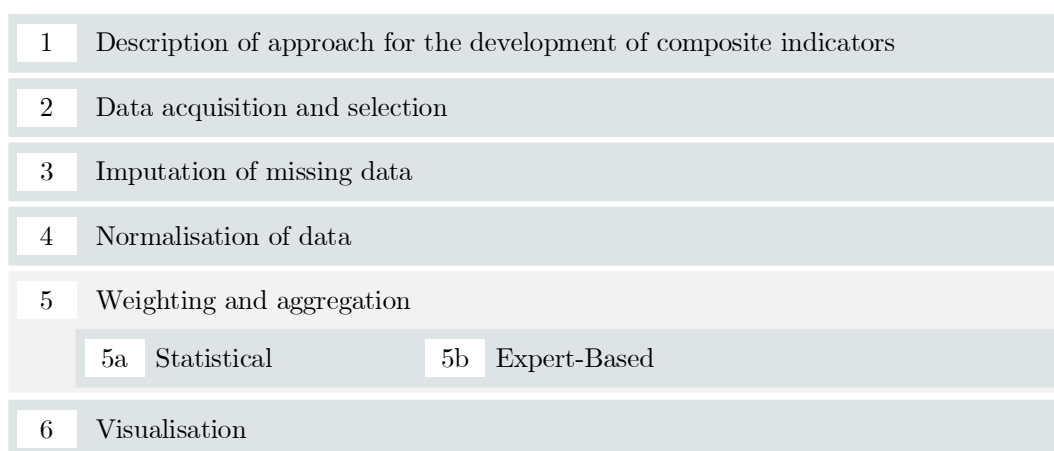 1 Description of approach for the development of composite indicators
2 Data acquisition and selection
3 Imputation of missing data
4 Normalisation of data
5 Weighting and aggregation
5a Statistical 5b Expert-Based
6 Visualisation